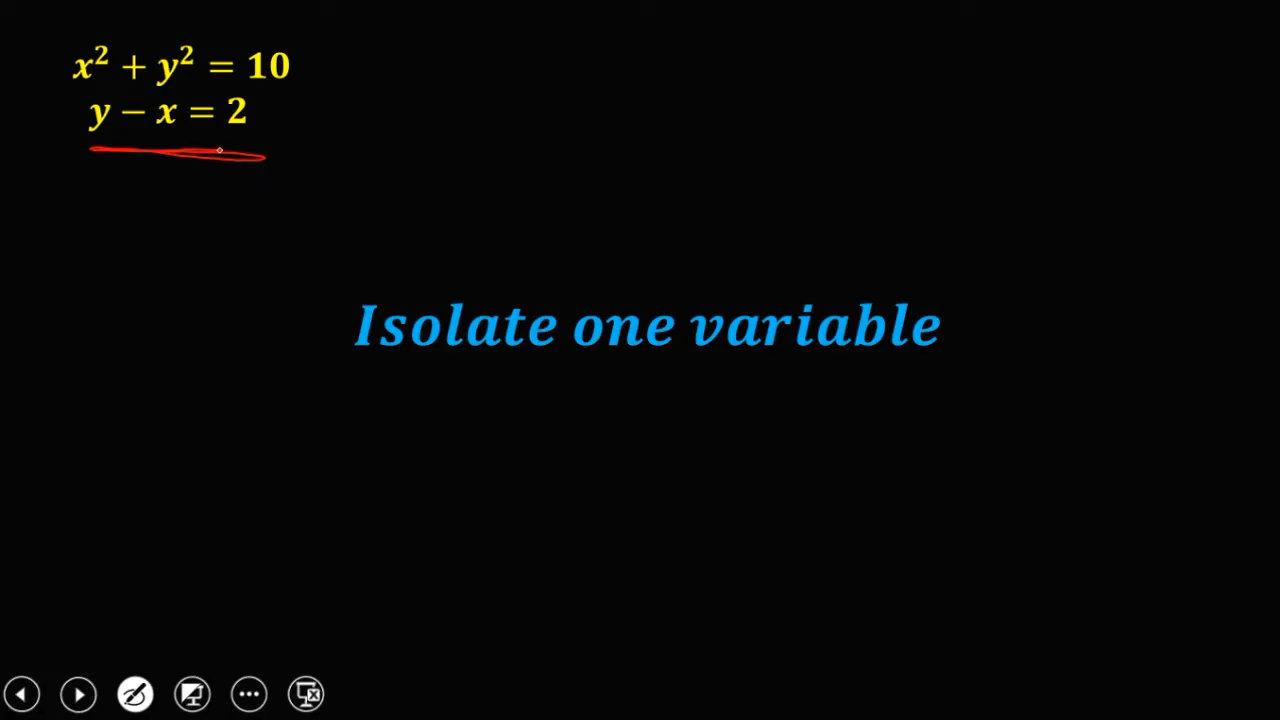 x² + y² = 10
y − x = 2
Isolate one variable